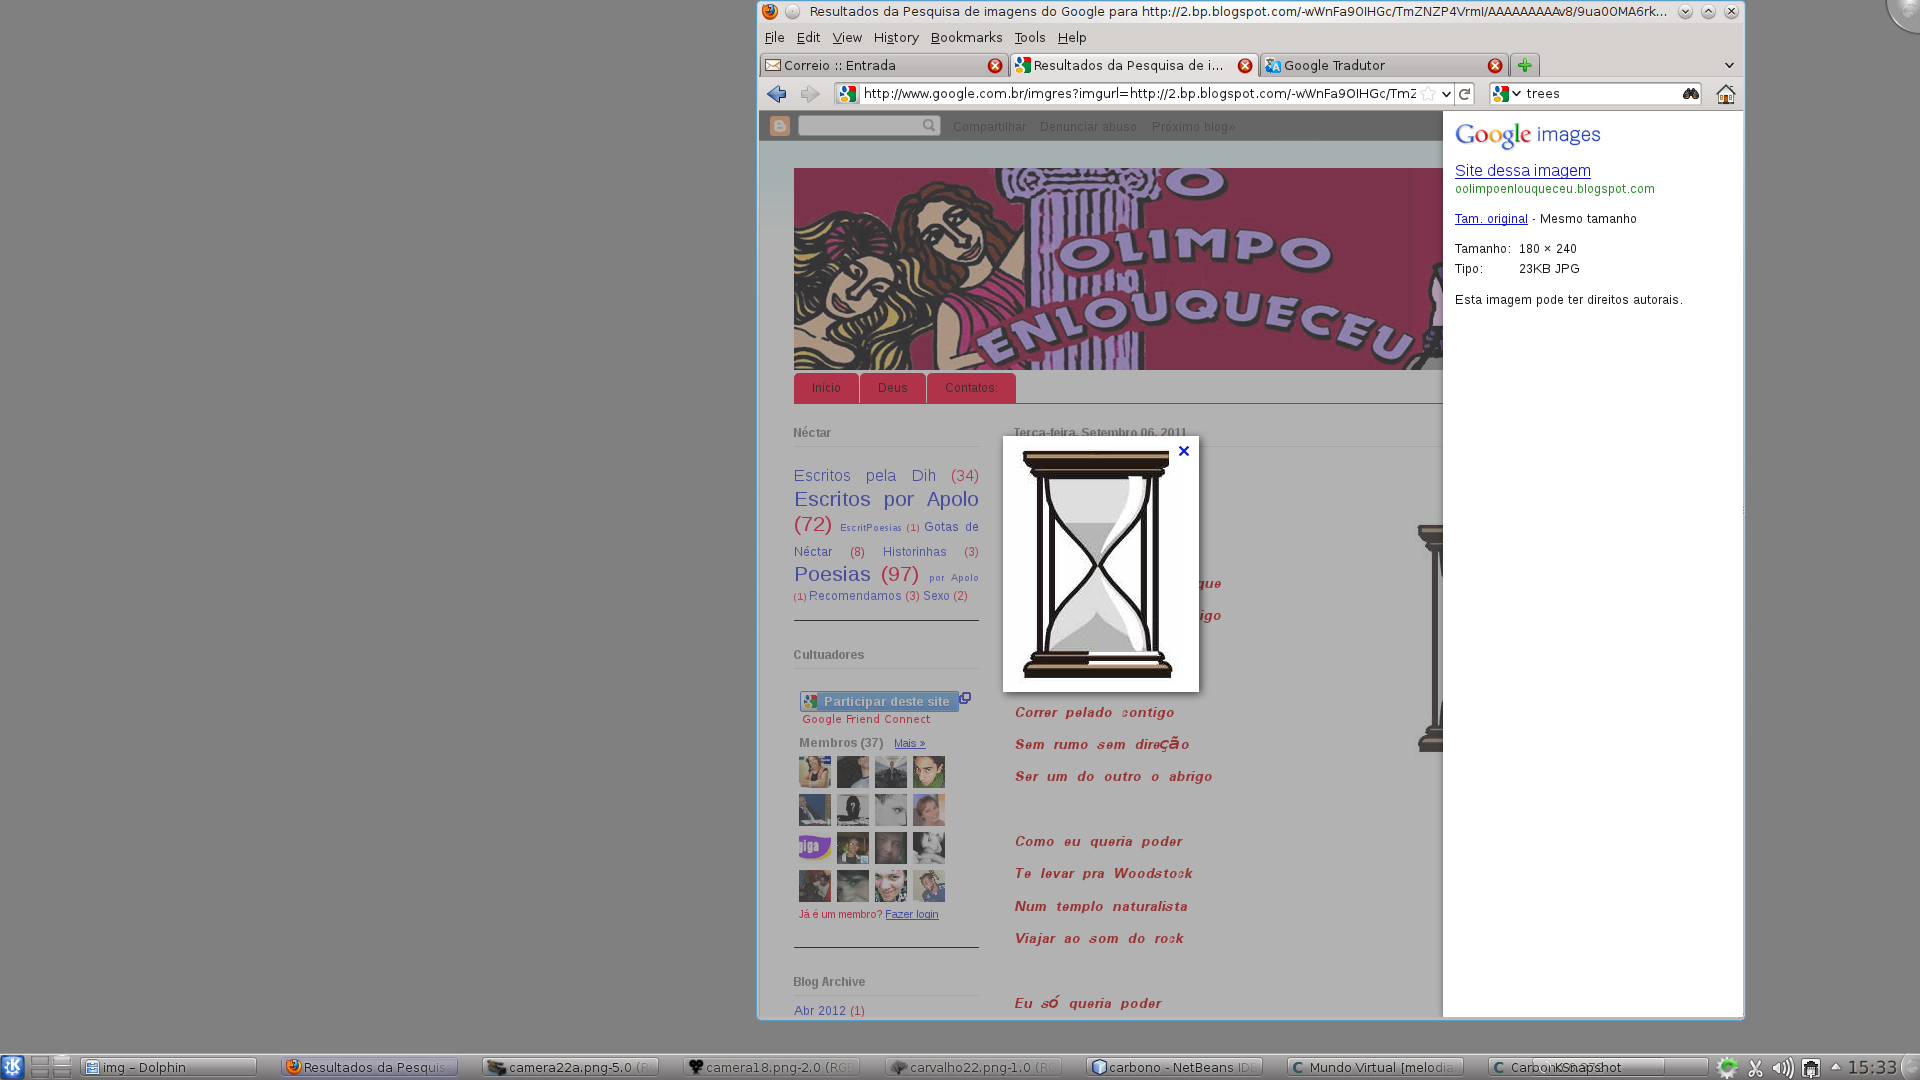 Resultados da Pesquisa de imagens do Google para http://2.bp.blogspot.com/-wWnFa9OIHGc/TmZNZP4VrmI/AAAAAAAAAv8/9ua0OMA6rk...
File Edit View History Bookmarks Tools Help
Correio :: Entrada
Resultados da Pesquisa de i...
Google Tradutor
http://www.google.com.br/imgres?imgurl=http://2.bp.blogspot.com/-wWnFa9OIHGc/TmZ
trees
Compartilhar Denunciar abuso Próximo blog»
O
OLIMPO
ENLOUQUECEU
Início Deus Contatos:
Néctar
Escritos pela Dih (34)
Escritos por Apolo
(72) EscritPoesias (1) Gotas de
Néctar (8) Historinhas (3)
Poesias (97) por Apolo
(1) Recomendamos (3) Sexo (2)
Cultuadores
Participar deste site
Google Friend Connect
Membros (37) Mais »
giga
Já é um membro? Fazer login
Blog Archive
Abr 2012 (1)
Terça-feira, Setembro 06, 2011
que
igo
Correr pelado contigo
Sem rumo sem direção
Ser um do outro o abrigo
Como eu queria poder
Te levar pra Woodstock
Num templo naturalista
Viajar ao som do rock
Eu só queria poder
Google images
Site dessa imagem
oolimpoenlouqueceu.blogspot.com
Tam. original - Mesmo tamanho
Tamanho: 180 × 240
Tipo: 23KB JPG
Esta imagem pode ter direitos autorais.
img – Dolphin
Resultados da Pesquis
camera22a.png-5.0 (R
camera18.png-2.0 (RGB
carvalho22.png-1.0 (RG
carbono - NetBeans IDE
Mundo Virtual [melodia
KSnapshot
15:33